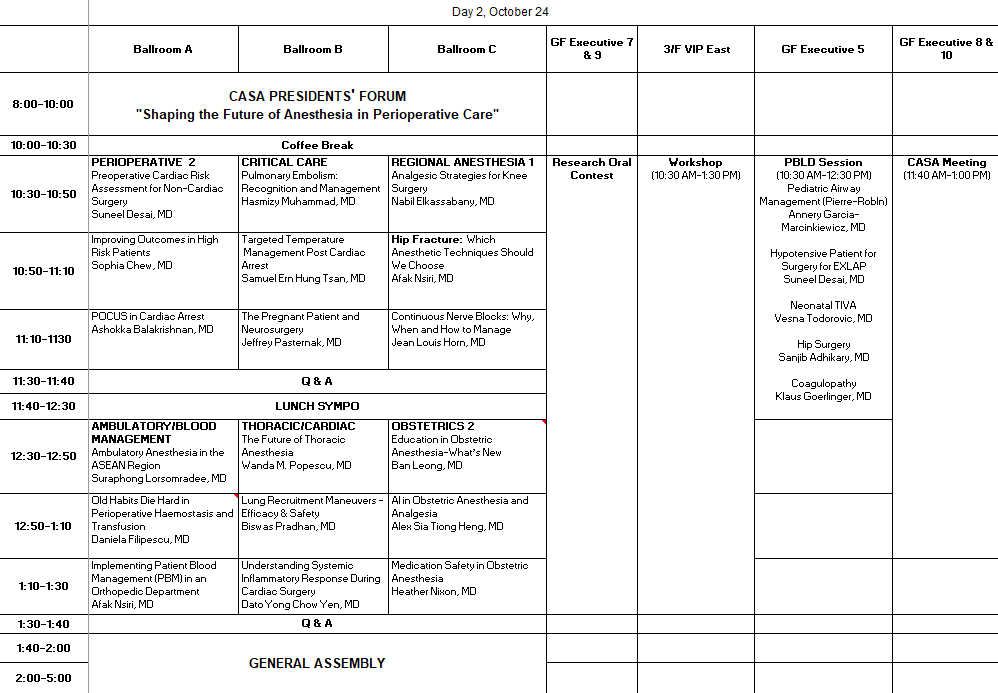 Day 2, October 24
Ballroom A
Ballroom B
Ballroom C
GF Executive 7
& 9
3/F VIP East
GF Executive 5
GF Executive 8 &
10
8:00-10:00
CASA PRESIDENTS' FORUM
"Shaping the Future of Anesthesia in Perioperative Care"
10:00-10:30
Coffee Break
10:30-10:50
PERIOPERATIVE 2
Preoperative Cardiac Risk
Assessment for Non-Cardiac
Surgery
Suneel Desai, MD
CRITICAL CARE
Pulmonary Embolism:
Recognition and Management
Hasmizy Muhammad, MD
REGIONAL ANESTHESIA 1
Analgesic Strategies for Knee
Surgery
Nabil Elkassabany, MD
Research Oral
Contest
Workshop
(10:30 AM-1:30 PM)
PBLD Session
(10:30 AM-12:30 PM)
Pediatric Airway
Management (Pierre-Robln)
Annery Garcia-
Marcinkiewicz, MD
Hypotensive Patient for
Surgery for EXLAP
Suneel Desai, MD
Neonatal TIVA
Vesna Todorovic, MD
Hip Surgery
Sanjib Adhikary, MD
Coagulopathy
Klaus Goerlinger, MD
CASA Meeting
(11:40 AM-1:00 PM)
10:50-11:10
Improving Outcomes in High
Risk Patients
Sophia Chew, MD
Targeted Temperature
Management Post Cardiac
Arrest
Samuel Ern Hung Tsan, MD
Hip Fracture: Which
Anesthetic Techniques Should
We Choose
Afak Nsiri, MD
11:10-1130
POCUS in Cardiac Arrest
Ashokka Balakrishnan, MD
The Pregnant Patient and
Neurosurgery
Jeffrey Pasternak, MD
Continuous Nerve Blocks: Why,
When and How to Manage
Jean Louis Horn, MD
11:30-11:40
Q & A
11:40-12:30
LUNCH SYMPO
12:30-12:50
AMBULATORY/BLOOD
MANAGEMENT
Ambulatory Anesthesia in the
ASEAN Region
Suraphong Lorsomradee, MD
THORACIC/CARDIAC
The Future of Thoracic
Anesthesia
Wanda M. Popescu, MD
OBSTETRICS 2
Education in Obstetric
Anesthesia-What's New
Ban Leong, MD
12:50-1:10
Old Habits Die Hard in
Perioperative Haemostasis and
Transfusion
Daniela Filipescu, MD
Lung Recruitment Maneuvers -
Efficacy & Safety
Biswas Pradhan, MD
AI in Obstetric Anesthesia and
Analgesia
Alex Sia Tiong Heng, MD
1:10-1:30
Implementing Patient Blood
Management (PBM) in an
Orthopedic Department
Afak Nsiri, MD
Understanding Systemic
Inflammatory Response During
Cardiac Surgery
Dato Yong Chow Yen, MD
Medication Safety in Obstetric
Anesthesia
Heather Nixon, MD
1:30-1:40
Q & A
1:40-2:00
GENERAL ASSEMBLY
2:00-5:00